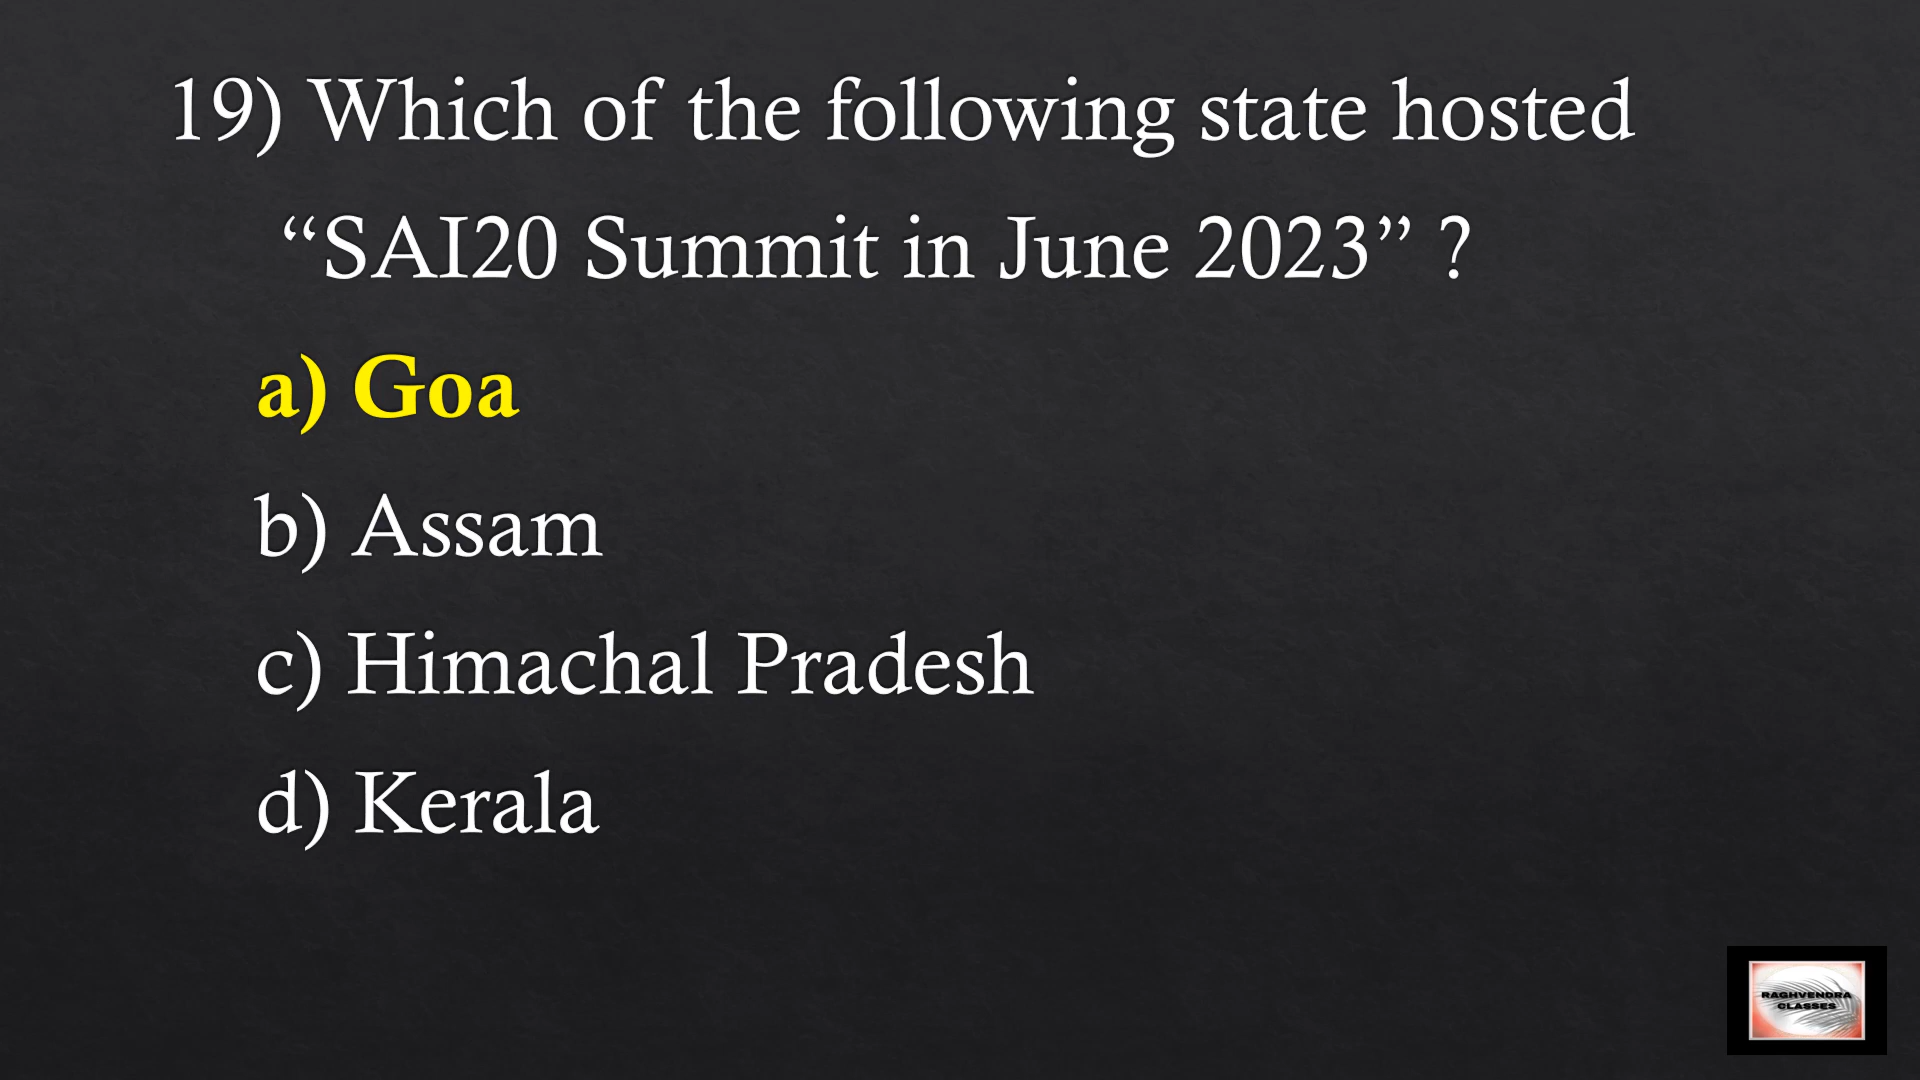 19) Which of the following state hosted
“SAI20 Summit in June 2023” ?
a) Goa
b) Assam
c) Himachal Pradesh
d) Kerala
RAGHVENDRA
CLASSES